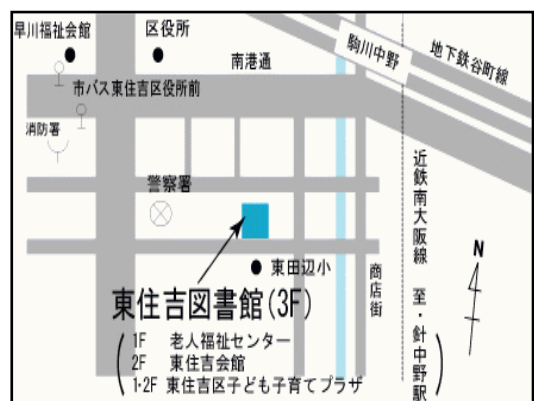 早川福祉会館
区役所
南港通
駒川中野
地下鉄谷町線
市バス東住吉区役所前
消防署
警察署
近鉄南大阪線 至・針中野駅
N
東田辺小
商店街
東住吉図書館(3F)
1F 老人福祉センター
2F 東住吉会館
1・2F 東住吉区子ども子育てプラザ